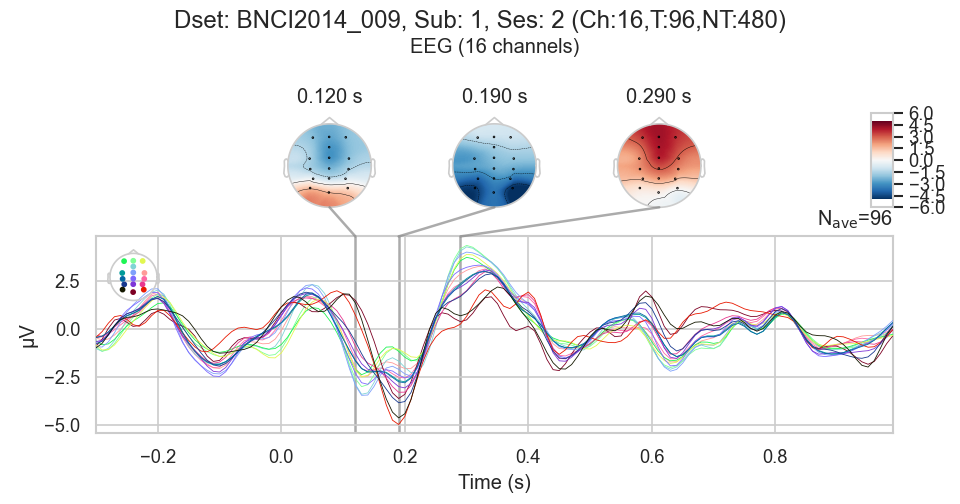 Dset: BNCI2014_009, Sub: 1, Ses: 2 (Ch:16,T:96,NT:480)
EEG (16 channels)
0.120 s
0.190 s
0.290 s
6.0
4.5
3.0
1.5
0.0
−1.5
−3.0
−4.5
−6.0
Nave=96
2.5
0.0
−2.5
−5.0
µV
−0.2
0.0
0.2
0.4
0.6
0.8
Time (s)